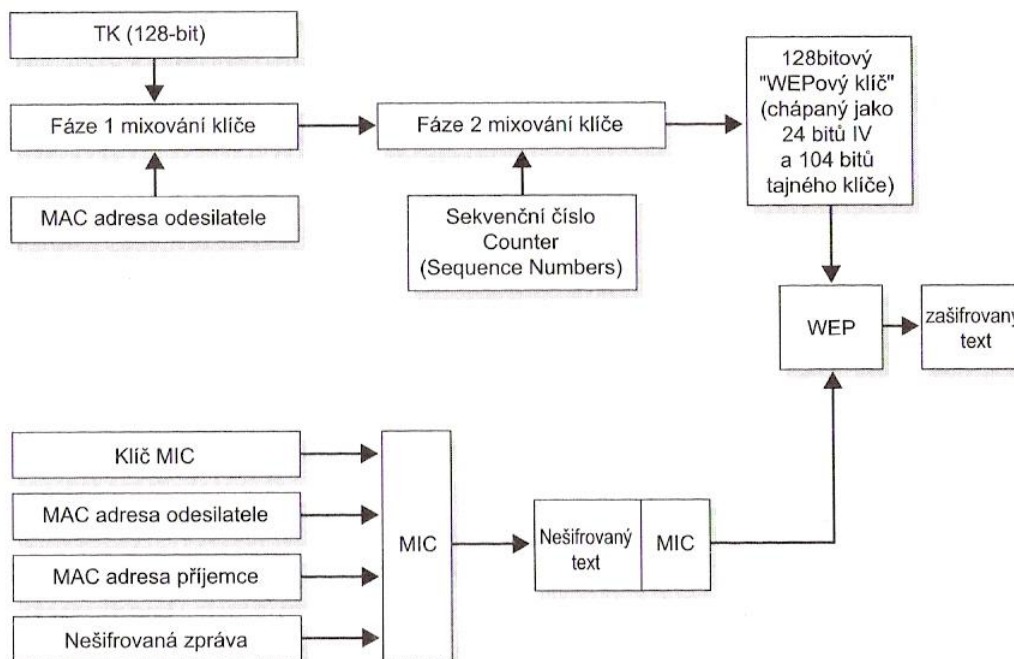 TK (128-bit)
Fáze 1 mixování klíče
MAC adresa odesilatele
Fáze 2 mixování klíče
Sekvenční číslo
Counter
(Sequence Numbers)
128bitový
"WEPový klíč"
(chápaný jako
24 bitů IV
a 104 bitů
tajného klíče)
WEP
zašifrovaný
text
Klíč MIC
MAC adresa odesilatele
MAC adresa příjemce
Nešifrovaná zpráva
MIC
Nešifrovaný
text
MIC